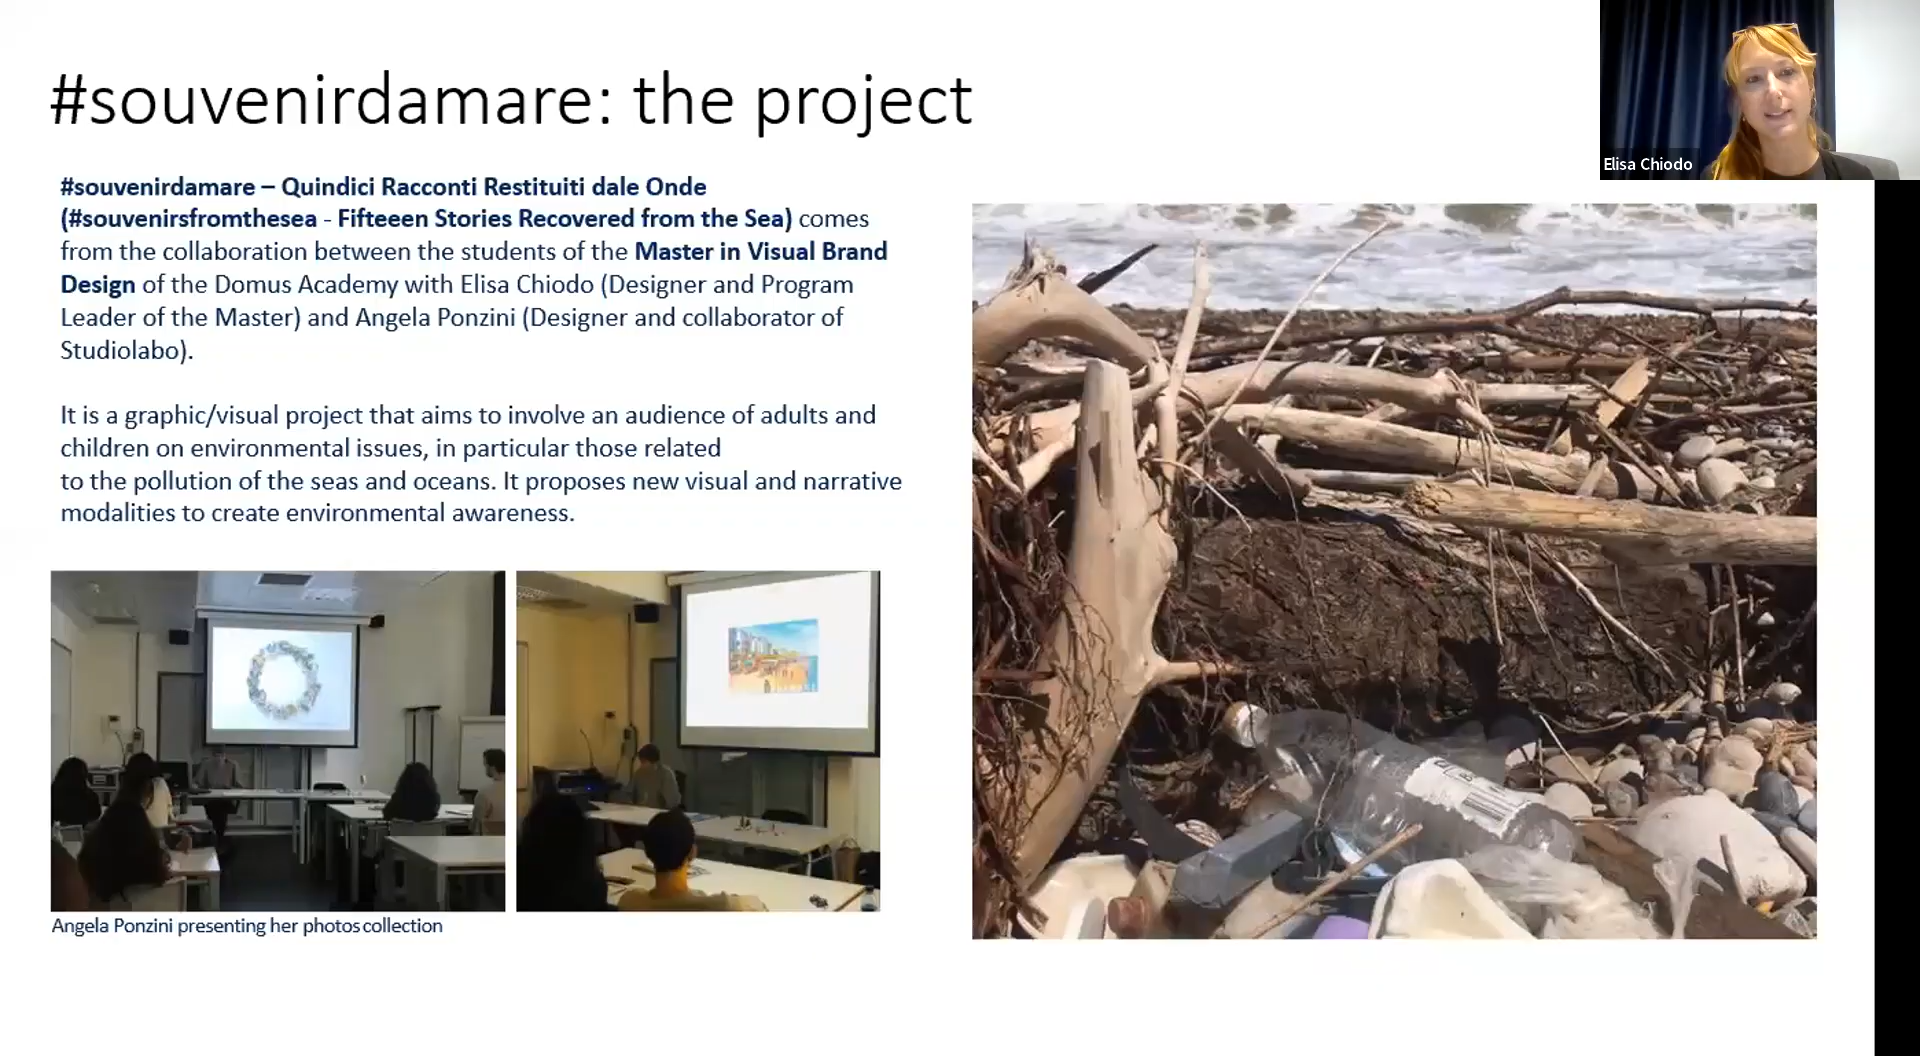 #souvenirdamare: the project
Elisa Chiodo
#souvenirdamare – Quindici Racconti Restituiti dale Onde
(#souvenirsfromthesea - Fifteeen Stories Recovered from the Sea) comes
from the collaboration between the students of the Master in Visual Brand
Design of the Domus Academy with Elisa Chiodo (Designer and Program
Leader of the Master) and Angela Ponzini (Designer and collaborator of
Studiolabo).
It is a graphic/visual project that aims to involve an audience of adults and
children on environmental issues, in particular those related
to the pollution of the seas and oceans. It proposes new visual and narrative
modalities to create environmental awareness.
Angela Ponzini presenting her photos collection